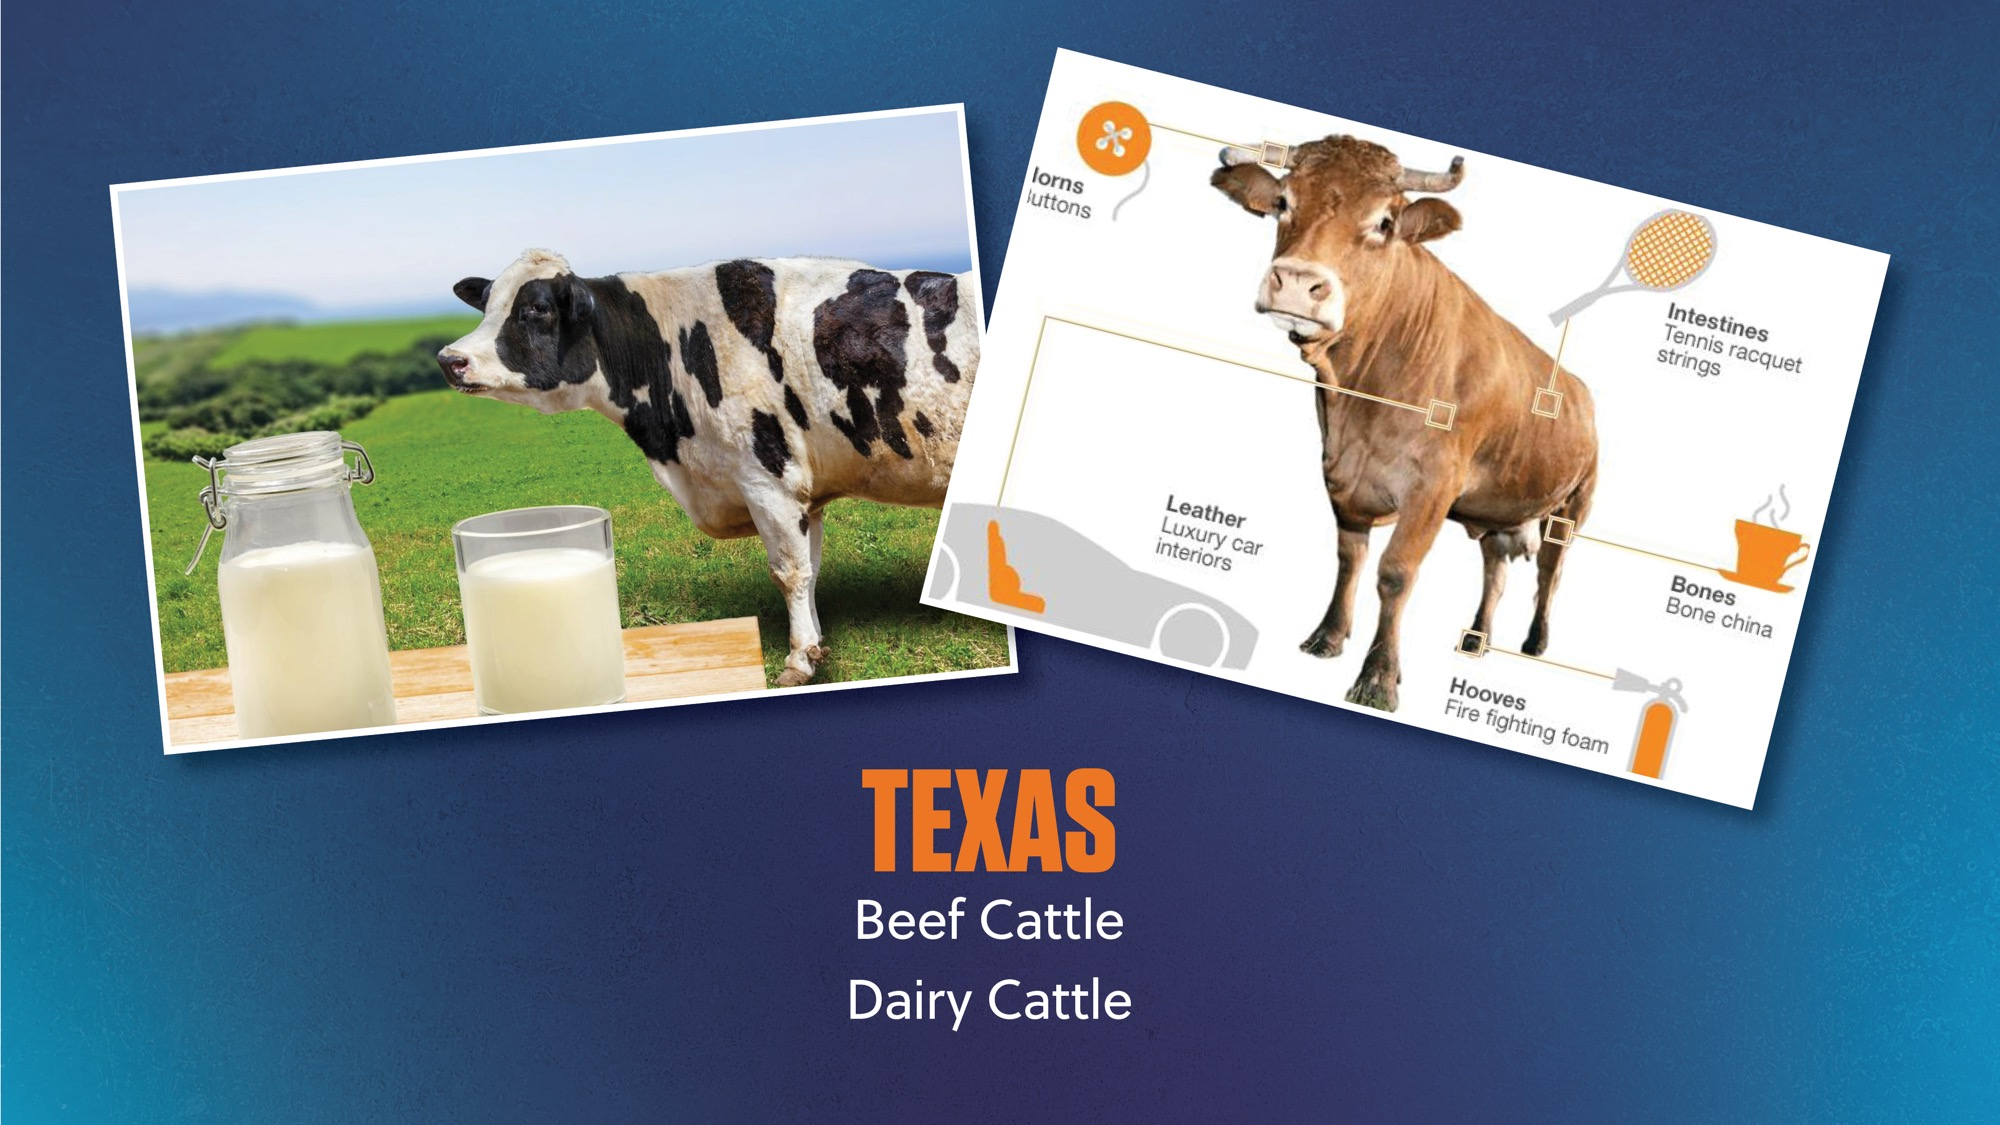 lorns
Buttons
Intestines
Tennis racquet
strings
Leather
Luxury car
interiors
Bones
Bone china
Hooves
Fire fighting foam
TEXAS
Beef Cattle
Dairy Cattle